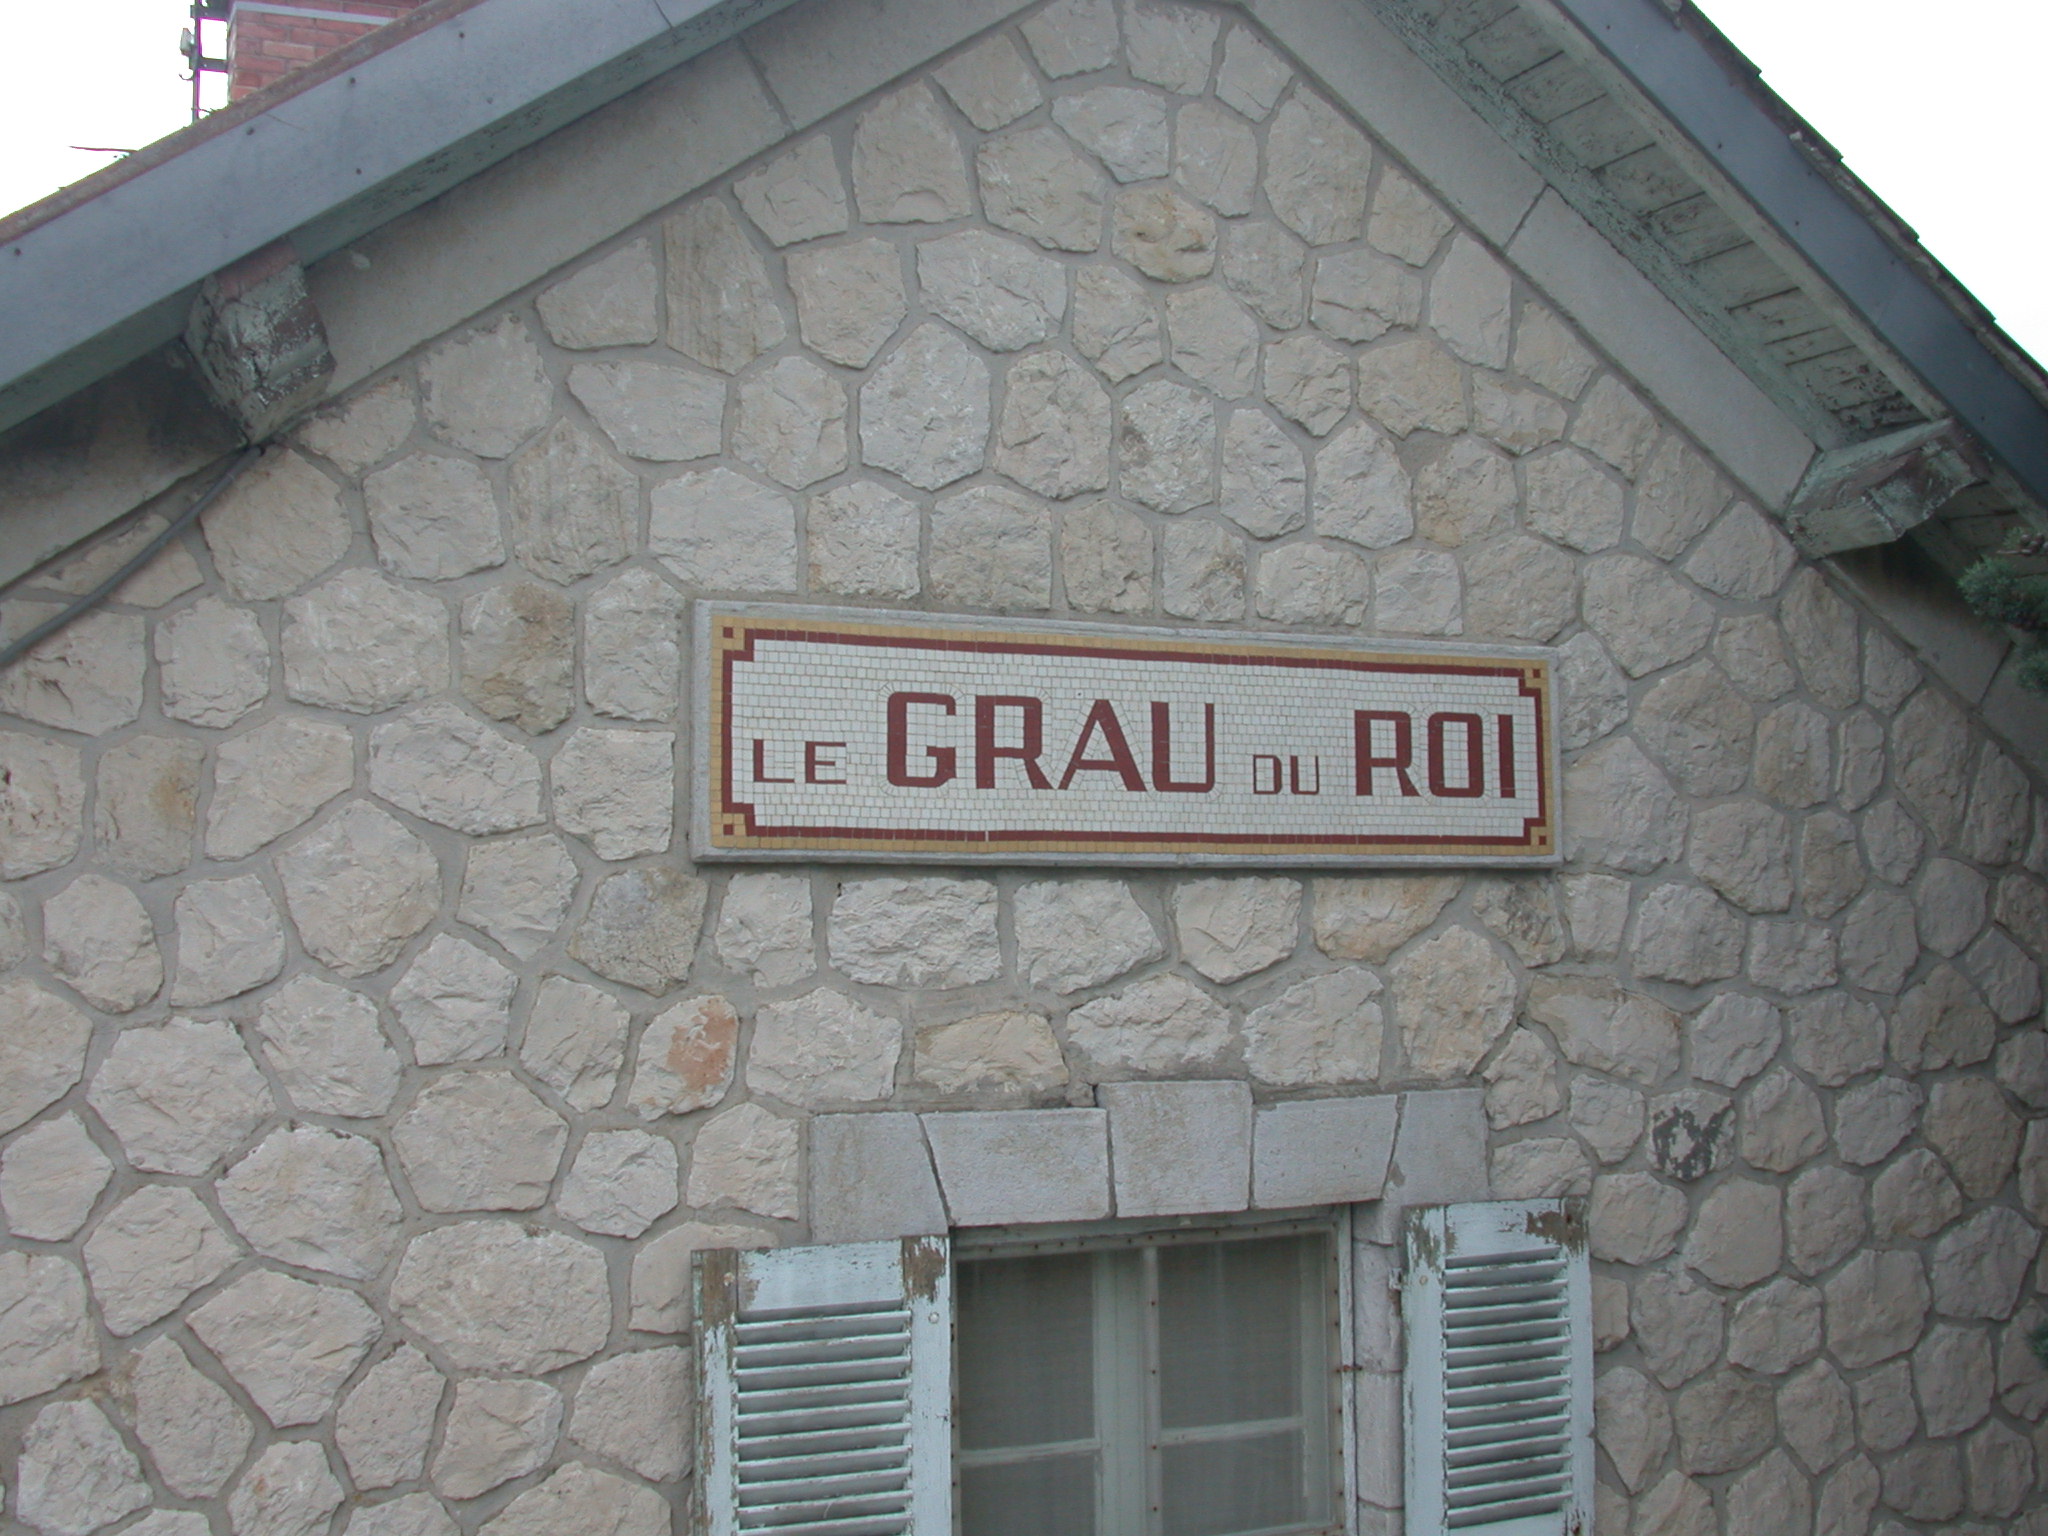 LE GRAU DU ROI